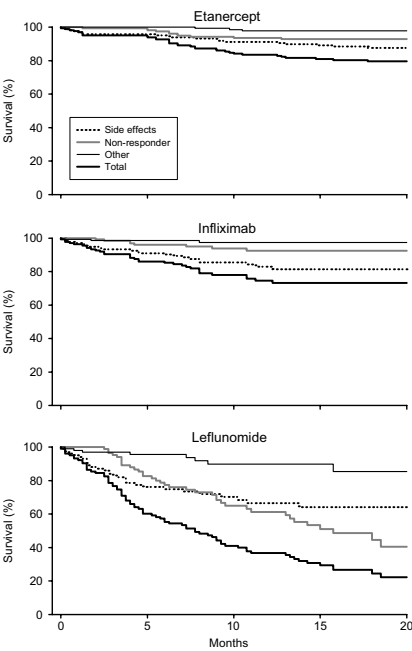 Etanercept
100
80
60
40
20
0
Survival (%)
Side effects
Non-responder
Other
Total
Infliximab
100
80
60
40
20
0
Survival (%)
Leflunomide
100
80
60
40
20
0
Survival (%)
0 5 10 15 20
Months